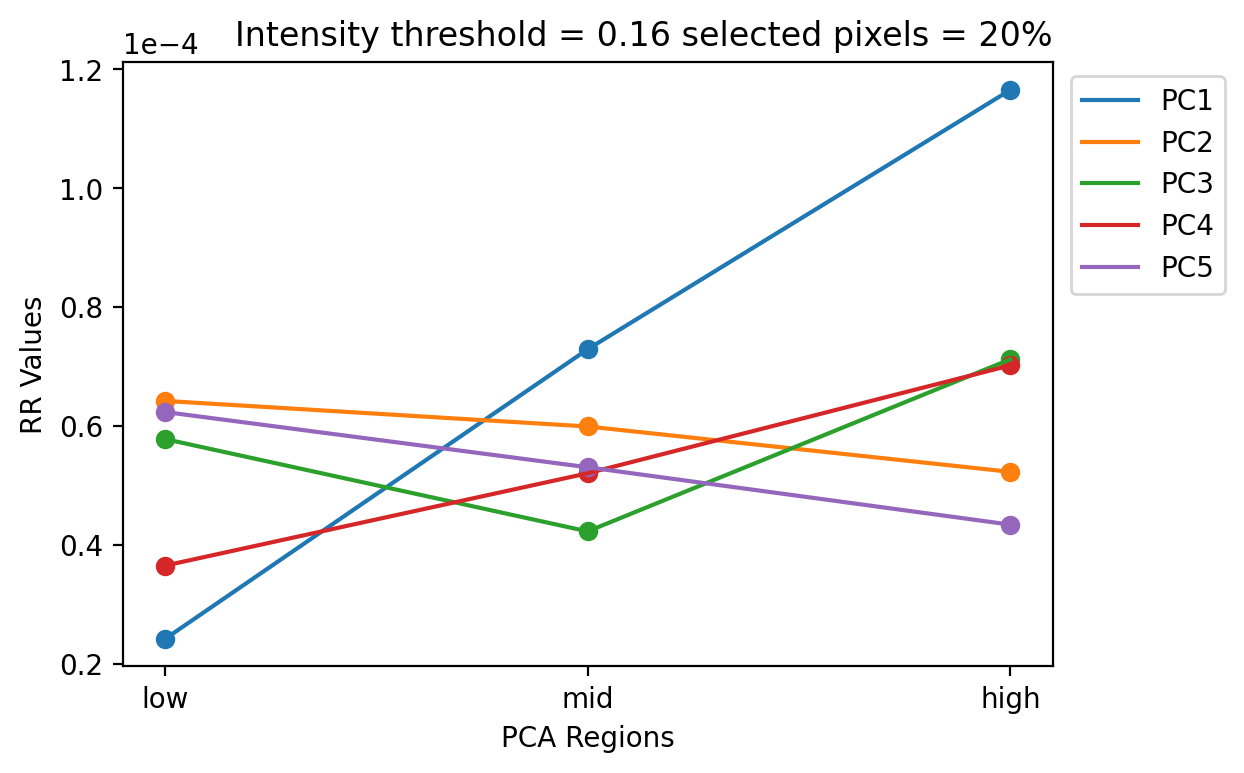 Intensity threshold = 0.16 selected pixels = 20%
1e−4
1.2
1.0
0.8
0.6
0.4
0.2
RR Values
low
mid
high
PCA Regions
PC1
PC2
PC3
PC4
PC5